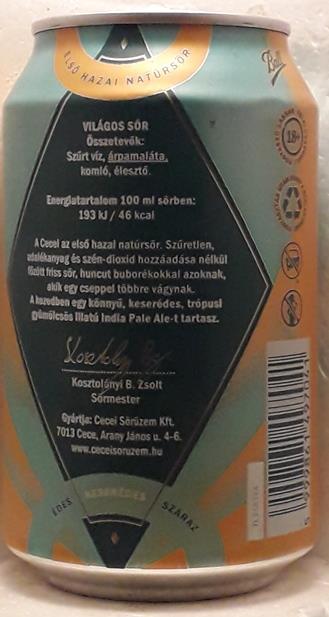 ELSŐ HAZAI NATÚRSÖR
VILÁGOS SÖR
Összetevők:
Szűrt víz, árpamaláta,
komló, élesztő.
Energiatartalom 100 ml sörben:
193 kJ / 46 kcal
A Cecei az első hazai natúrsör. Szűretlen,
adalékanyag és szén-dioxid hozzáadása nélkül
főzött friss sör, huncut buborékokkal azoknak,
akik egy cseppel többre vágynak.
A kezedben egy könnyű, keserédes, trópusi
gyümölcsös illatú India Pale Ale-t tartasz.
Kosztolányi B. Zsolt
Sörmester
Gyártja: Cecei Sörüzem Kft.
7013 Cece, Arany János u. 4-6.
www.ceceisoruzem.hu
ÉDES KESERÉDES SZÁRAZ
Ball
18+